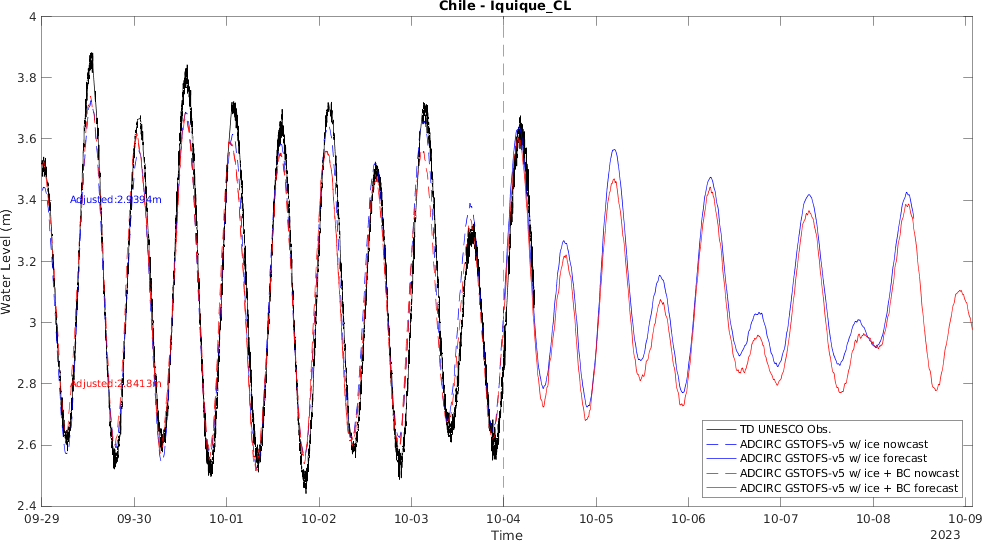 Chile - Iquique_CL
4
3.8
3.6
3.4
3.2
3
2.8
2.6
2.4
Water Level (m)
Adjusted:2.9394m
Adjusted:2.8413m
TD UNESCO Obs.
ADCIRC GSTOFS-v5 w/ ice nowcast
ADCIRC GSTOFS-v5 w/ ice forecast
ADCIRC GSTOFS-v5 w/ ice + BC nowcast
ADCIRC GSTOFS-v5 w/ ice + BC forecast
09-29 09-30 10-01 10-02 10-03 10-04 10-05 10-06 10-07 10-08 10-09
Time
2023